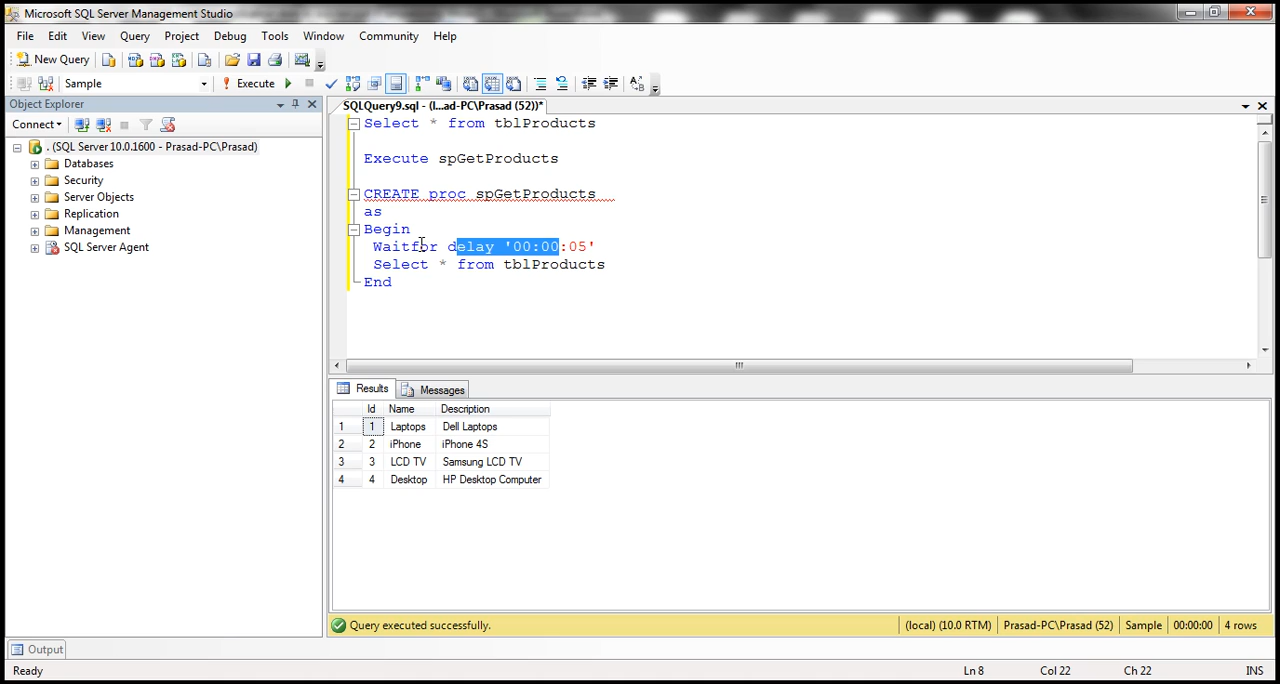 Microsoft SQL Server Management Studio
File Edit View Query Project Debug Tools Window Community Help
New Query
Sample Execute
Object Explorer
SQLQuery9.sql - (l...ad-PC\Prasad (52))*
Connect
. (SQL Server 10.0.1600 - Prasad-PC\Prasad)
Databases
Security
Server Objects
Replication
Management
SQL Server Agent
Select * from tblProducts
Execute spGetProducts
CREATE proc spGetProducts
as
Begin
Waitfor delay '00:00:05'
Select * from tblProducts
End
Results Messages
Id Name Description
1 1 Laptops Dell Laptops
2 2 iPhone iPhone 4S
3 3 LCD TV Samsung LCD TV
4 4 Desktop HP Desktop Computer
Query executed successfully. (local) (10.0 RTM) Prasad-PC\Prasad (52) Sample 00:00:00 4 rows
Output
Ready Ln 8 Col 22 Ch 22 INS